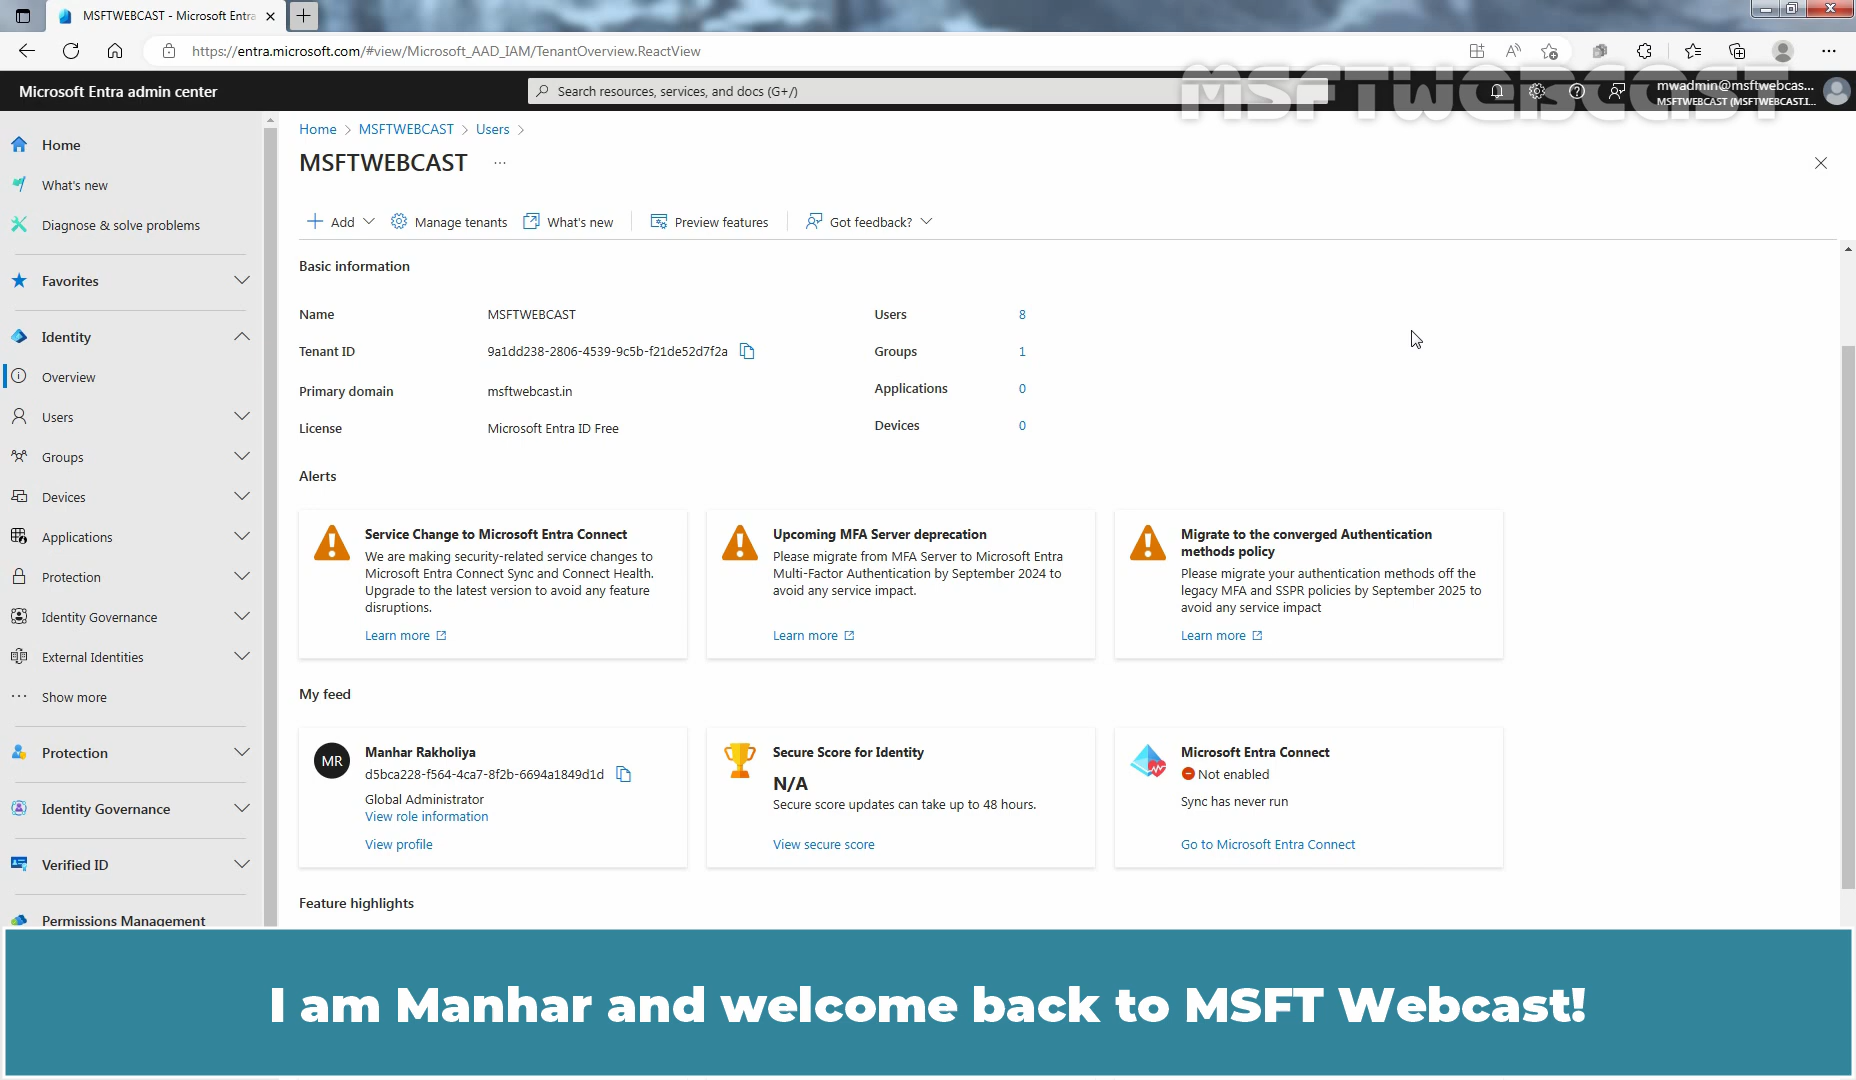 MSFTWEBCAST - Microsoft Entra
https://entra.microsoft.com/#view/Microsoft_AAD_IAM/TenantOverview.ReactView
MSFTWEBCAST
Microsoft Entra admin center
Search resources, services, and docs (G+/)
mwadmin@msftwebcas...
MSFTWEBCAST (MSFTWEBCAST.I...
Home
What's new
Diagnose & solve problems
Favorites
Identity
Overview
Users
Groups
Devices
Applications
Protection
Identity Governance
External Identities
Show more
Protection
Identity Governance
Verified ID
Permissions Management
Home > MSFTWEBCAST > Users >
MSFTWEBCAST ...
Add
Manage tenants
What's new
Preview features
Got feedback?
Basic information
Name MSFTWEBCAST Users 8
Tenant ID 9a1dd238-2806-4539-9c5b-f21de52d7f2a Groups 1
Primary domain msftwebcast.in Applications 0
License Microsoft Entra ID Free Devices 0
Alerts
Service Change to Microsoft Entra Connect
We are making security-related service changes to
Microsoft Entra Connect Sync and Connect Health.
Upgrade to the latest version to avoid any feature
disruptions.
Learn more
Upcoming MFA Server deprecation
Please migrate from MFA Server to Microsoft Entra
Multi-Factor Authentication by September 2024 to
avoid any service impact.
Learn more
Migrate to the converged Authentication
methods policy
Please migrate your authentication methods off the
legacy MFA and SSPR policies by September 2025 to
avoid any service impact
Learn more
My feed
MR
Manhar Rakholiya
d5bca228-f564-4ca7-8f2b-6694a1849d1d
Global Administrator
View role information
View profile
Secure Score for Identity
N/A
Secure score updates can take up to 48 hours.
View secure score
Microsoft Entra Connect
Not enabled
Sync has never run
Go to Microsoft Entra Connect
Feature highlights
I am Manhar and welcome back to MSFT Webcast!